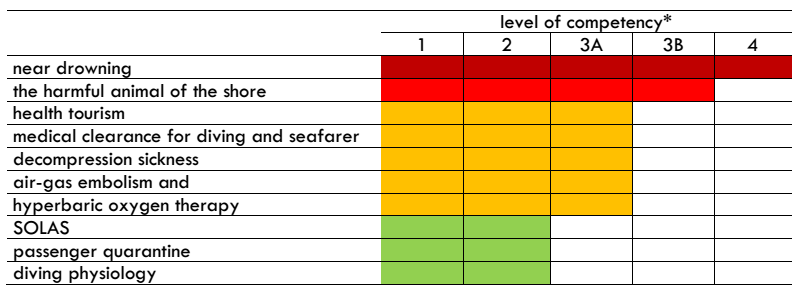 level of competency*
1 2 3A 3B 4
near drowning
the harmful animal of the shore
health tourism
medical clearance for diving and seafarer
decompression sickness
air-gas embolism and
hyperbaric oxygen therapy
SOLAS
passenger quarantine
diving physiology